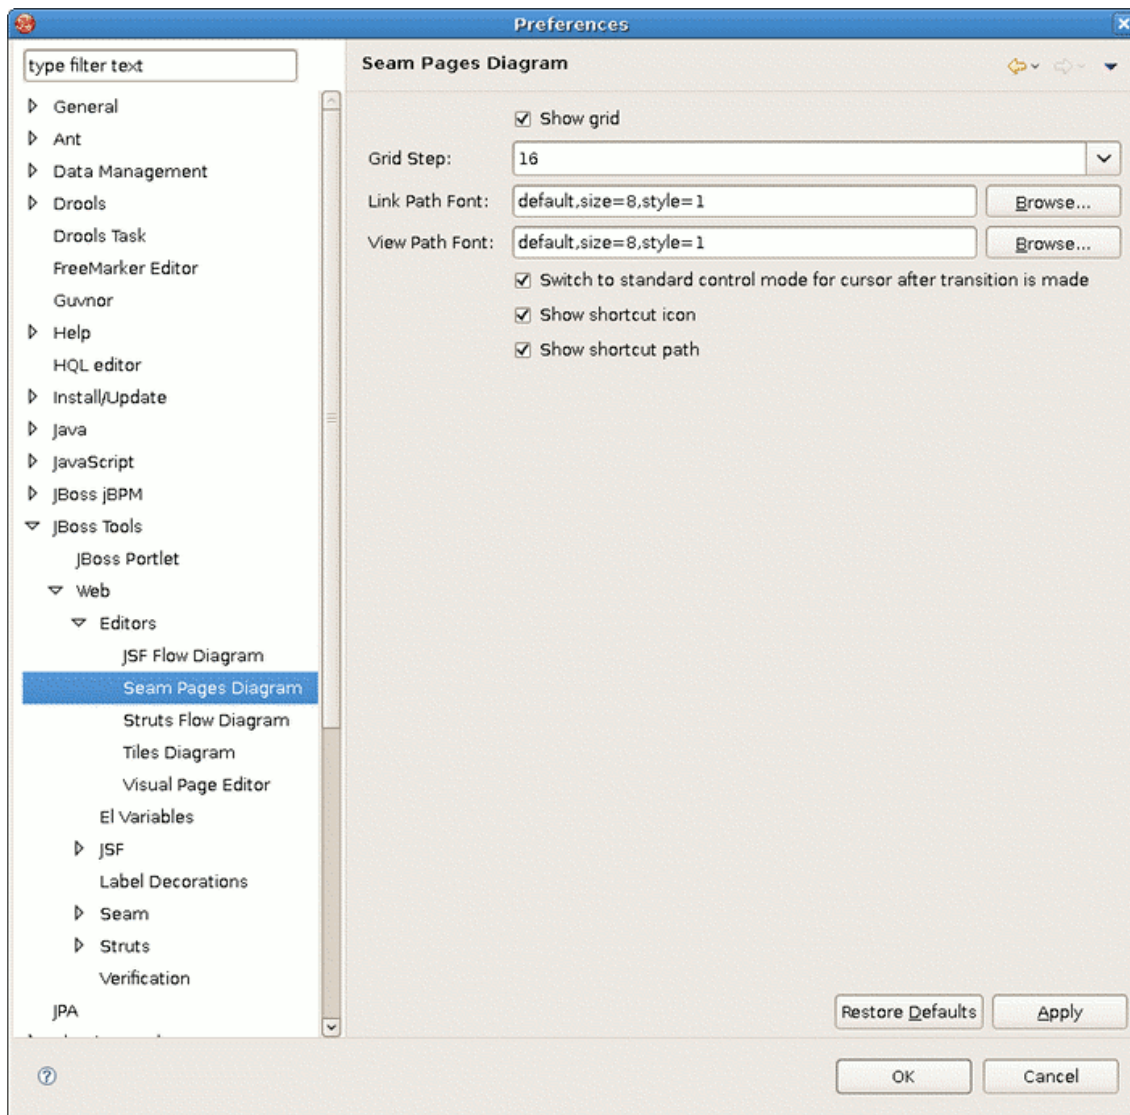 Preferences
type filter text
General
Ant
Data Management
Drools
Drools Task
FreeMarker Editor
Guvnor
Help
HQL editor
Install/Update
Java
JavaScript
JBoss jBPM
JBoss Tools
JBoss Portlet
Web
Editors
JSF Flow Diagram
Seam Pages Diagram
Struts Flow Diagram
Tiles Diagram
Visual Page Editor
El Variables
JSF
Label Decorations
Seam
Struts
Verification
JPA
Seam Pages Diagram
Show grid
Grid Step: 16
Link Path Font: default,size=8,style=1 Browse...
View Path Font: default,size=8,style=1 Browse...
Switch to standard control mode for cursor after transition is made
Show shortcut icon
Show shortcut path
Restore Defaults Apply
OK Cancel